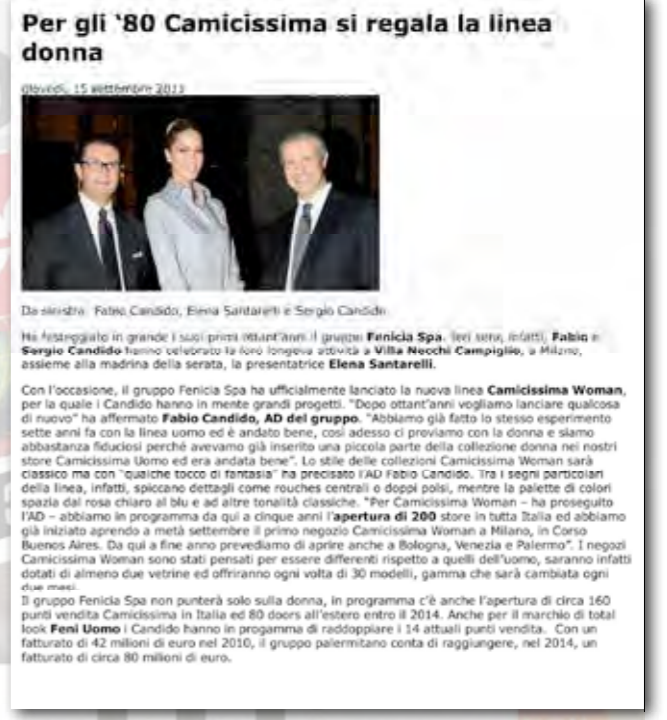 Per gli '80 Camicissima si regala la linea
donna
giovedì, 15 settembre 2011
Da sinistra: Fabio Candido, Elena Santarelli e Sergio Candido
Ha festeggiato in grande i suoi primi ottant'anni il gruppo Fenicia Spa. Ieri sera, infatti, Fabio e
Sergio Candido hanno celebrato la loro longeva attività a Villa Necchi Campiglio, a Milano,
assieme alla madrina della serata, la presentatrice Elena Santarelli.
Con l'occasione, il gruppo Fenicia Spa ha ufficialmente lanciato la nuova linea Camicissima Woman,
per la quale i Candido hanno in mente grandi progetti. "Dopo ottant'anni vogliamo lanciare qualcosa
di nuovo" ha affermato Fabio Candido, AD del gruppo. "Abbiamo già fatto lo stesso esperimento
sette anni fa con la linea uomo ed è andato bene, così adesso ci proviamo con la donna e siamo
abbastanza fiduciosi perché avevamo già inserito una piccola parte della collezione donna nei nostri
store Camicissima Uomo ed era andata bene". Lo stile delle collezioni Camicissima Woman sarà
classico ma con "qualche tocco di fantasia" ha precisato l'AD Fabio Candido. Tra i segni particolari
della linea, infatti, spiccano dettagli come rouches centrali o doppi polsi, mentre la palette di colori
spazia dal rosa chiaro al blu e ad altre tonalità classiche. "Per Camicissima Woman – ha proseguito
l'AD – abbiamo in programma da qui a cinque anni l'apertura di 200 store in tutta Italia ed abbiamo
già iniziato aprendo a metà settembre il primo negozio Camicissima Woman a Milano, in Corso
Buenos Aires. Da qui a fine anno prevediamo di aprire anche a Bologna, Venezia e Palermo". I negozi
Camicissima Woman sono stati pensati per essere differenti rispetto a quelli dell'uomo, saranno infatti
dotati di almeno due vetrine ed offriranno ogni volta di 30 modelli, gamma che sarà cambiata ogni
due mesi.
Il gruppo Fenicia Spa non punterà solo sulla donna, in programma c'è anche l'apertura di circa 160
punti vendita Camicissima in Italia ed 80 doors all'estero entro il 2014. Anche per il marchio di total
look Feni Uomo i Candido hanno in progamma di raddoppiare i 14 attuali punti vendita. Con un
fatturato di 42 milioni di euro nel 2010, il gruppo palermitano conta di raggiungere, nel 2014, un
fatturato di circa 80 milioni di euro.